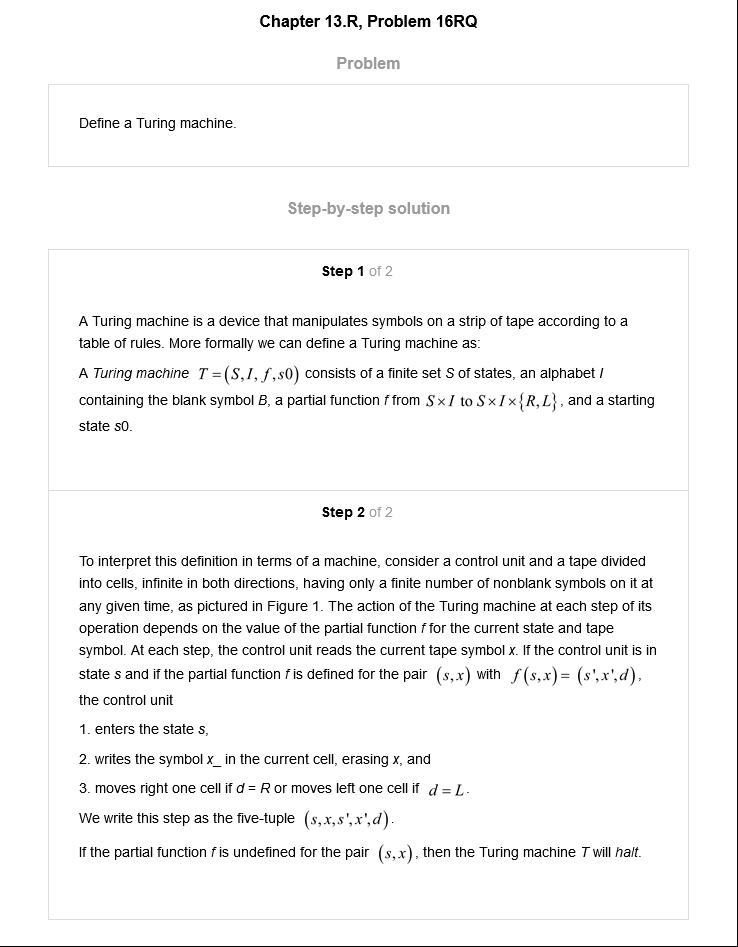 Chapter 13.R, Problem 16RQ
Problem
Define a Turing machine.
Step-by-step solution
Step 1 of 2
A Turing machine is a device that manipulates symbols on a strip of tape according to a
table of rules. More formally we can define a Turing machine as:
A Turing machine T = (S, I, f, s0) consists of a finite set S of states, an alphabet I
containing the blank symbol B, a partial function f from S × I to S × I × {R, L}, and a starting
state s0.
Step 2 of 2
To interpret this definition in terms of a machine, consider a control unit and a tape divided
into cells, infinite in both directions, having only a finite number of nonblank symbols on it at
any given time, as pictured in Figure 1. The action of the Turing machine at each step of its
operation depends on the value of the partial function f for the current state and tape
symbol. At each step, the control unit reads the current tape symbol x. If the control unit is in
state s and if the partial function f is defined for the pair (s, x) with f(s, x) = (s', x', d),
the control unit
1. enters the state s,
2. writes the symbol x_ in the current cell, erasing x, and
3. moves right one cell if d = R or moves left one cell if d = L.
We write this step as the five-tuple (s, x, s', x', d).
If the partial function f is undefined for the pair (s, x), then the Turing machine T will halt.